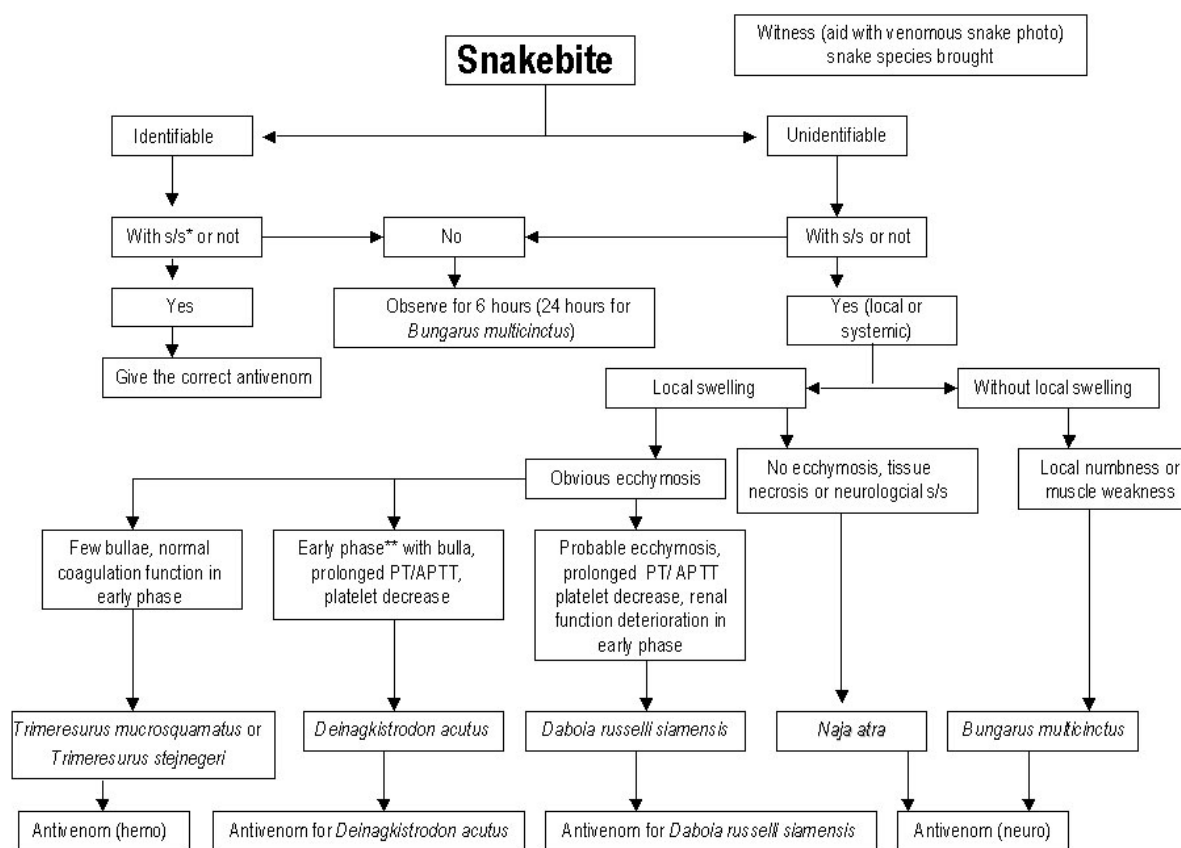 Witness (aid with venomous snake photo)
snake species brought
Snakebite
Identifiable
Unidentifiable
With s/s* or not
No
With s/s or not
Yes
Observe for 6 hours (24 hours for
Bungarus multicinctus)
Yes (local or
systemic)
Give the correct antivenom
Local swelling
Without local swelling
Obvious ecchymosis
No ecchymosis, tissue
necrosis or neurologcial s/s
Local numbness or
muscle weakness
Few bullae, normal
coagulation function in
early phase
Early phase** with bulla,
prolonged PT/APTT,
platelet decrease
Probable ecchymosis,
prolonged PT/ APTT
platelet decrease, renal
function deterioration in
early phase
Trimeresurus mucrosquamatus or
Trimeresurus stejnegeri
Deinagkistrodon acutus
Daboia russelli siamensis
Naja atra
Bungarus multicinctus
Antivenom (hemo)
Antivenom for Deinagkistrodon acutus
Antivenom for Daboia russelli siamensis
Antivenom (neuro)